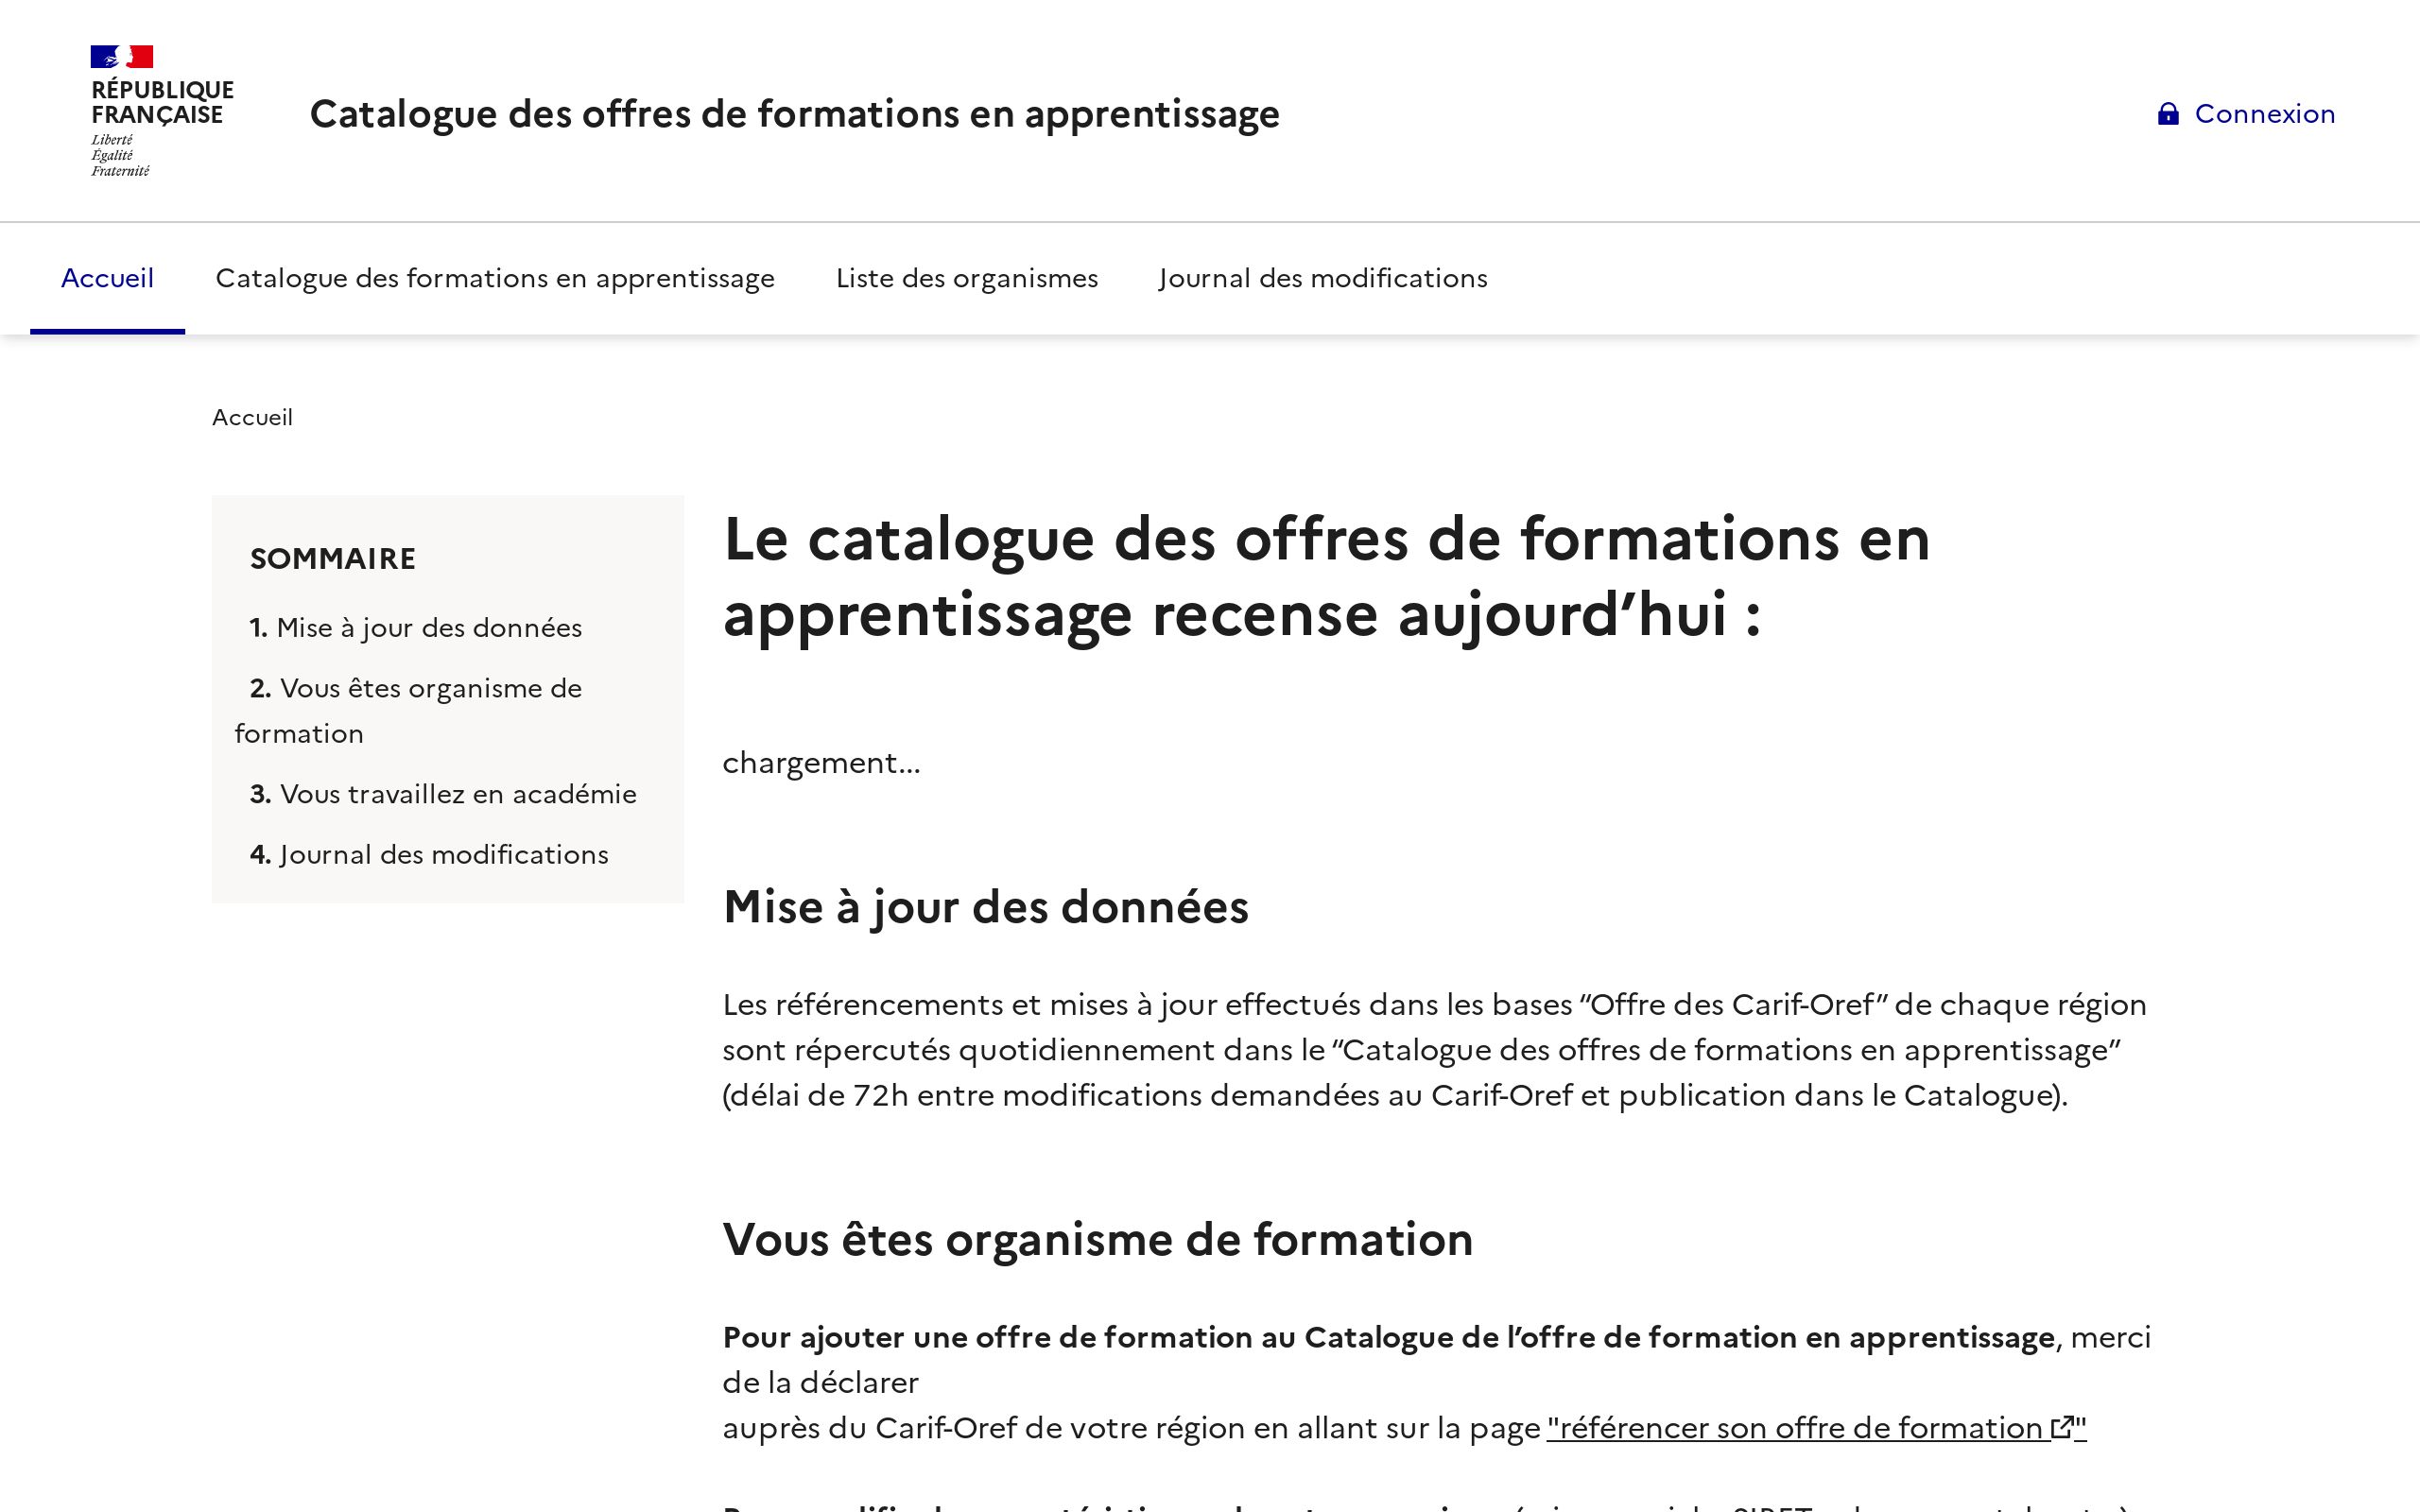 RÉPUBLIQUE
FRANÇAISE
Liberté
Égalité
Fraternité
Catalogue des offres de formations en apprentissage
Connexion
Accueil
Catalogue des formations en apprentissage
Liste des organismes
Journal des modifications
Accueil
SOMMAIRE
1. Mise à jour des données
2. Vous êtes organisme de
formation
3. Vous travaillez en académie
4. Journal des modifications
Le catalogue des offres de formations en
apprentissage recense aujourd’hui :
chargement...
Mise à jour des données
Les référencements et mises à jour effectués dans les bases “Offre des Carif-Oref” de chaque région
sont répercutés quotidiennement dans le “Catalogue des offres de formations en apprentissage”
(délai de 72h entre modifications demandées au Carif-Oref et publication dans le Catalogue).
Vous êtes organisme de formation
Pour ajouter une offre de formation au Catalogue de l’offre de formation en apprentissage, merci
de la déclarer
auprès du Carif-Oref de votre région en allant sur la page "référencer son offre de formation"